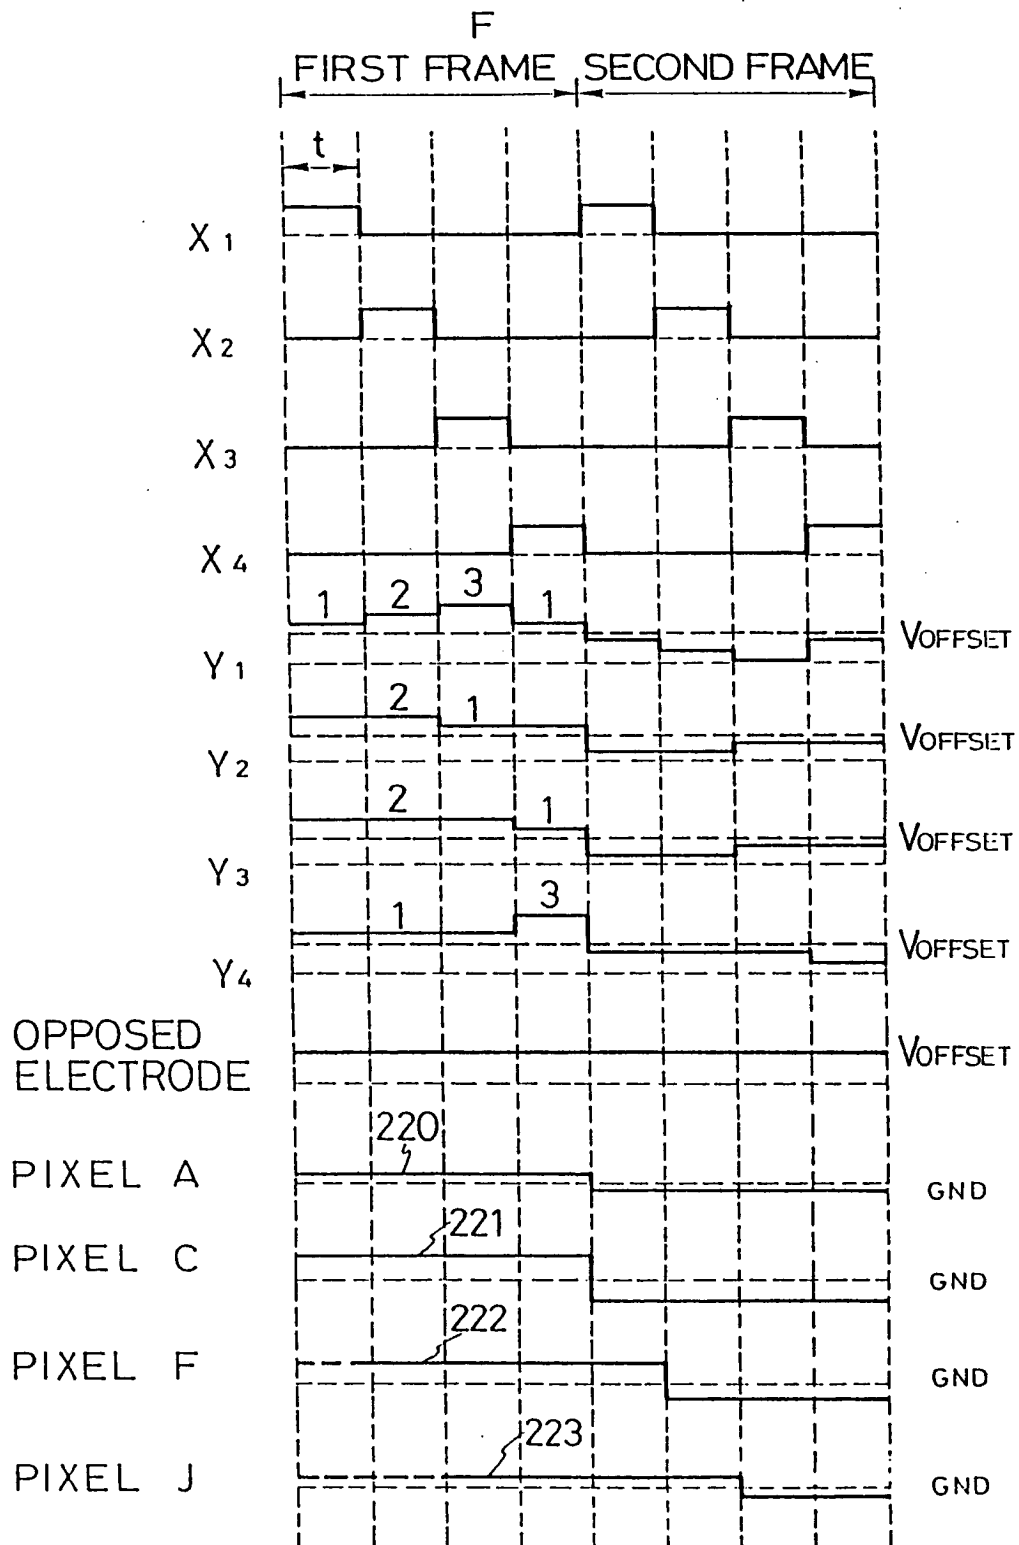 F
FIRST FRAME SECOND FRAME
t
X1
X2
X3
X4
1 2 3 1
Y1 VOFFSET
2 1
Y2 VOFFSET
2 1
Y3 VOFFSET
1 3
Y4 VOFFSET
OPPOSED
ELECTRODE VOFFSET
220
PIXEL A GND
221
PIXEL C GND
222
PIXEL F GND
223
PIXEL J GND